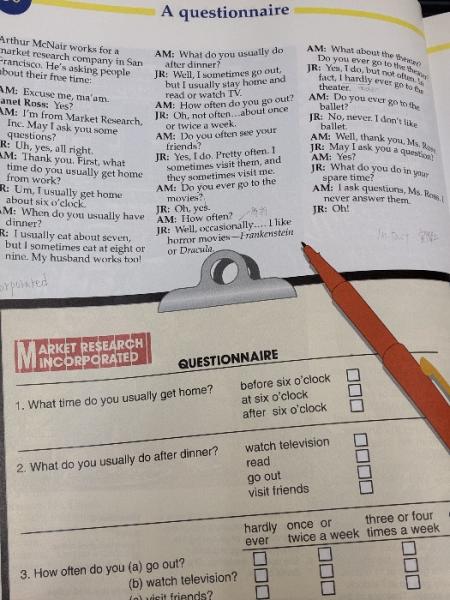 A questionnaire
Arthur McNair works for a
market research company in San
Francisco. He's asking people
about their free time:
AM: Excuse me, ma'am.
Janet Ross: Yes?
AM: I'm from Market Research,
Inc. May I ask you some
questions?
JR: Uh, yes, all right.
AM: Thank you. First, what
time do you usually get home
from work?
JR: Um, I usually get home
about six o'clock.
AM: When do you usually have
dinner?
JR: I usually eat about seven,
but I sometimes eat at eight or
nine. My husband works too!
AM: What do you usually do
after dinner?
JR: Well, I sometimes go out,
but I usually stay home and
read or watch TV.
AM: How often do you go out?
JR: Oh, not often...about once
or twice a week.
AM: Do you often see your
friends?
JR: Yes, I do. Pretty often. I
sometimes visit them, and
they sometimes visit me.
AM: Do you ever go to the
movies?
JR: Oh, yes.
AM: How often?
JR: Well, occasionally.... I like
horror movies—Frankenstein
or Dracula.
AM: What about the theater?
Do you ever go to the theater?
JR: Yes, I do, but not often. In
fact, I hardly ever go to the
theater.
AM: Do you ever go to the
ballet?
JR: No, never. I don't like
ballet.
AM: Well, thank you, Ms. Ross.
JR: May I ask you a question?
AM: Yes?
JR: What do you do in your
spare time?
AM: I ask questions, Ms. Ross. I
never answer them.
JR: Oh!
In fact
MARKET RESEARCH
INCORPORATED
QUESTIONNAIRE
1. What time do you usually get home?
before six o'clock
at six o'clock
after six o'clock
2. What do you usually do after dinner?
watch television
read
go out
visit friends
hardly ever
once or twice a week
three or four times a week
3. How often do you (a) go out?
(b) watch television?
visit friends?